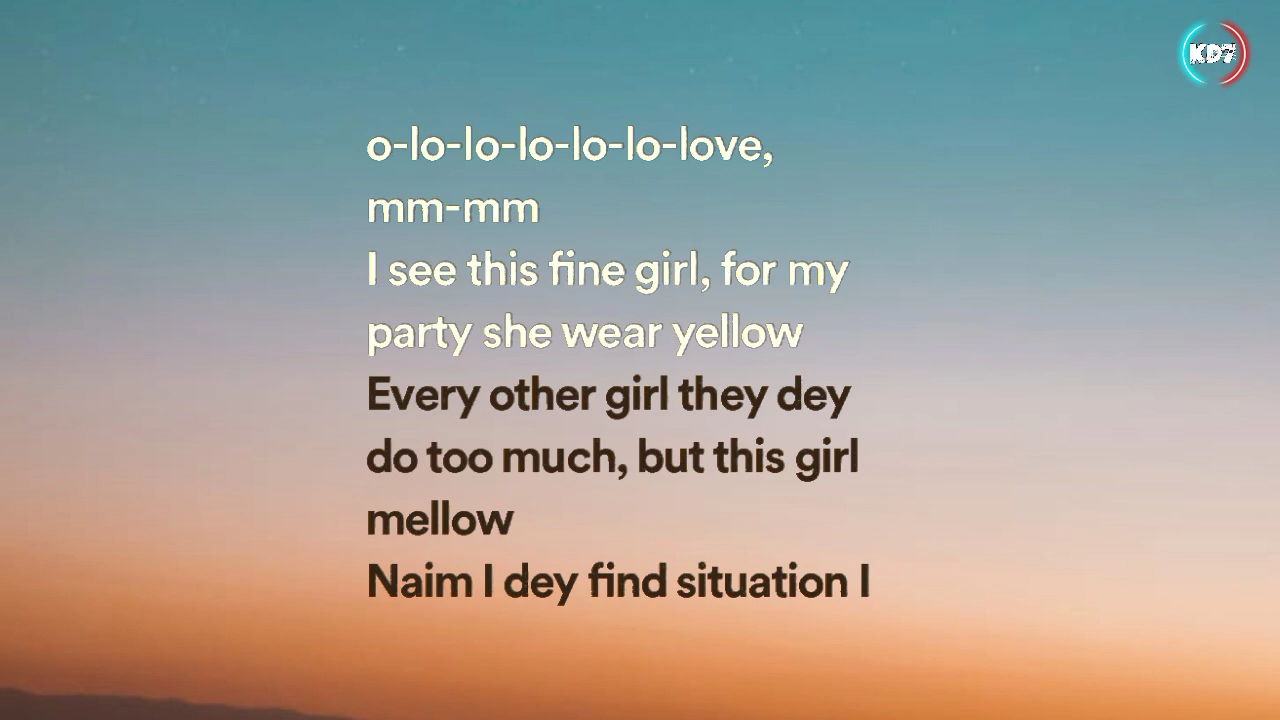 KD7
o-lo-lo-lo-lo-lo-love,
mm-mm
I see this fine girl, for my
party she wear yellow
Every other girl they dey
do too much, but this girl
mellow
Naim I dey find situation I